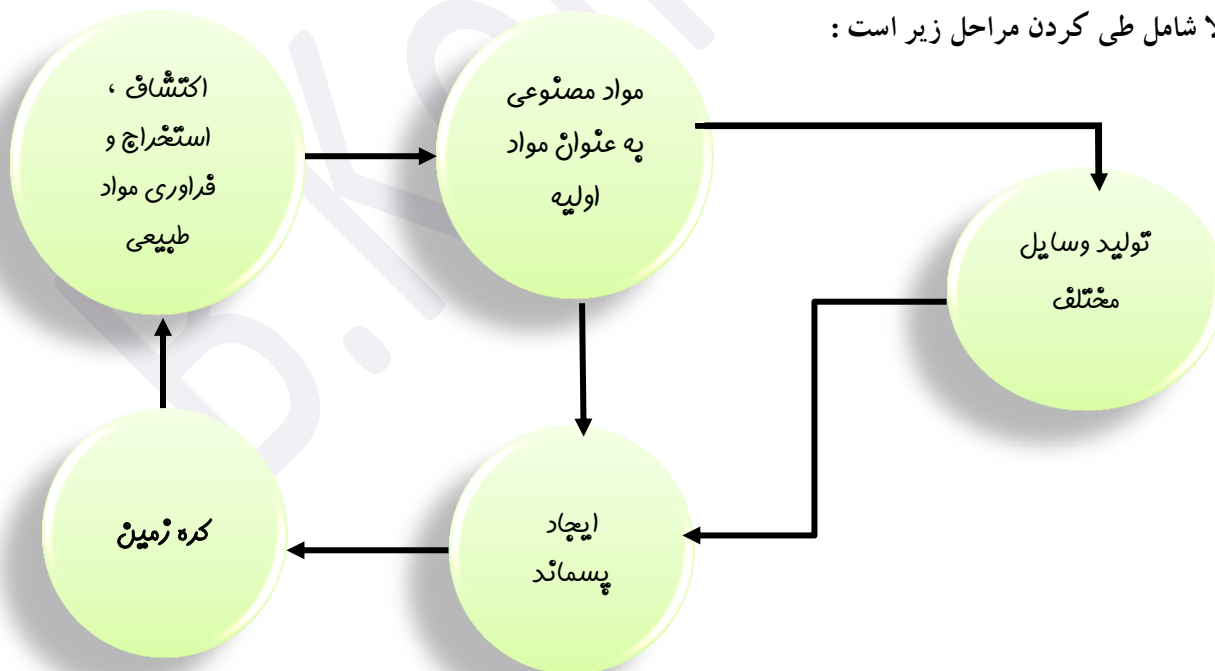 شامل طی کردن مراحل زیر است :
اکتشاف ،
استخراج و
فراوری مواد
طبیعی
مواد مصنوعی
به عنوان مواد
اولیه
تولید وسایل
مختلف
ایجاد
پسماند
کره زمین